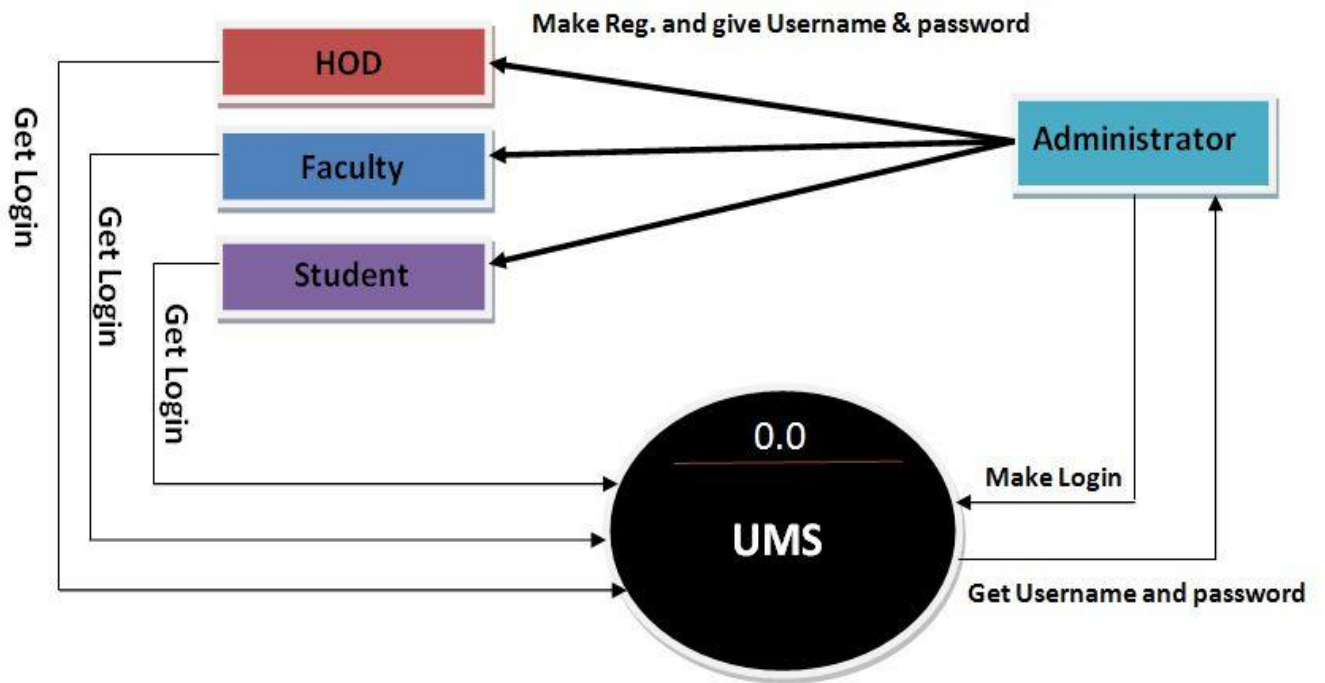 Make Reg. and give Username & password
HOD
Administrator
Faculty
Student
Get Login
Get Login
Get Login
0.0
UMS
Make Login
Get Username and password